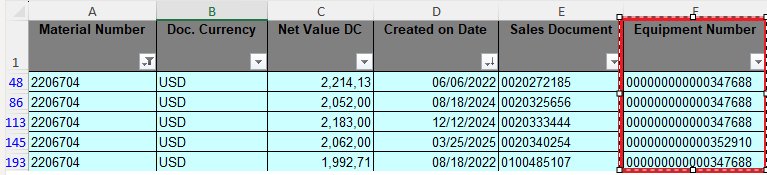 A B C D E F
1 Material Number Doc. Currency Net Value DC Created on Date Sales Document Equipment Number
48 2206704 USD 2,214,13 06/06/2022 0020272185 000000000000347688
86 2206704 USD 2,052,00 08/18/2024 0020325656 000000000000347688
113 2206704 USD 2,183,00 12/12/2024 0020333444 000000000000347688
145 2206704 USD 2,062,00 03/25/2025 0020340254 000000000000352910
193 2206704 USD 1,992,71 08/18/2022 0100485107 000000000000347688